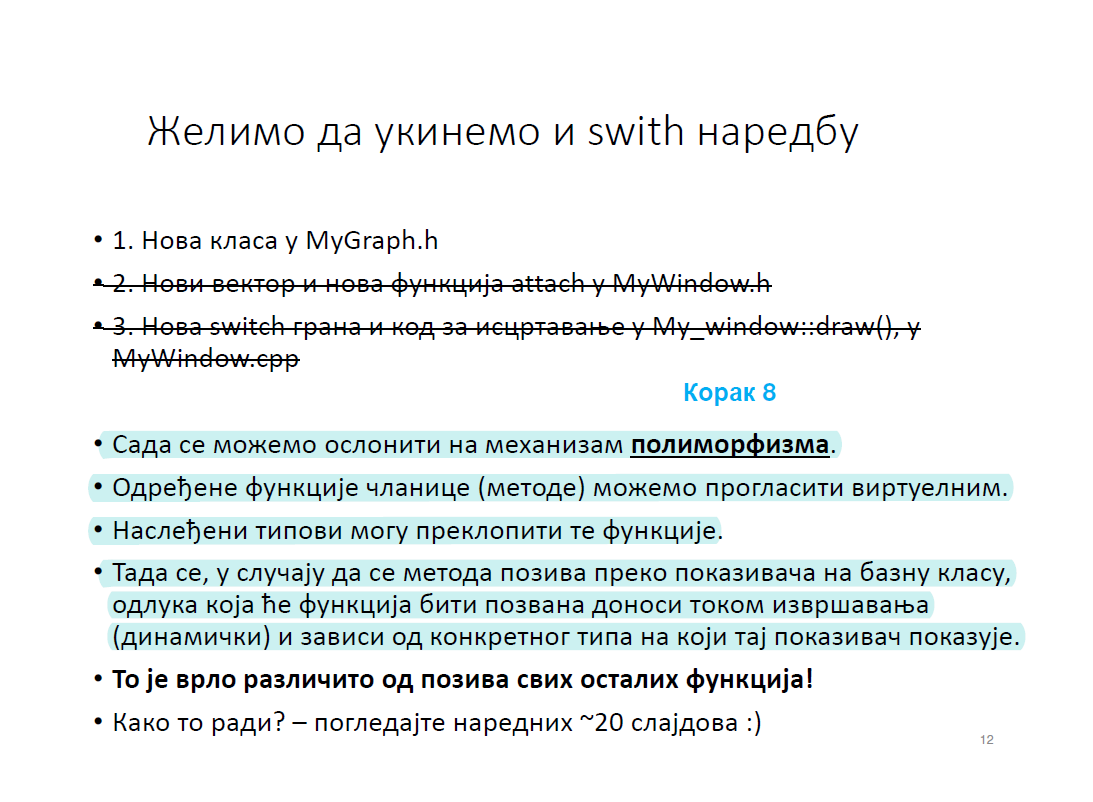 Желимо да укинемо и swith наредбу
• 1. Нова класа у MyGraph.h
• 2. Нови вектор и нова функција attach у MyWindow.h
• 3. Нова switch грана и код за исцртавање у My_window::draw(), у
MyWindow.cpp
Корак 8
• Сада се можемо ослонити на механизам полиморфизма.
• Одређене функције чланице (методе) можемо прогласити виртуелним.
• Наслеђени типови могу преклопити те функције.
• Тада се, у случају да се метода позива преко показивача на базну класу,
одлука која ће функција бити позвана доноси током извршавања
(динамички) и зависи од конкретног типа на који тај показивач показује.
• То је врло различито од позива свих осталих функција!
• Како то ради? – погледајте наредних ~20 слајдова :)
12